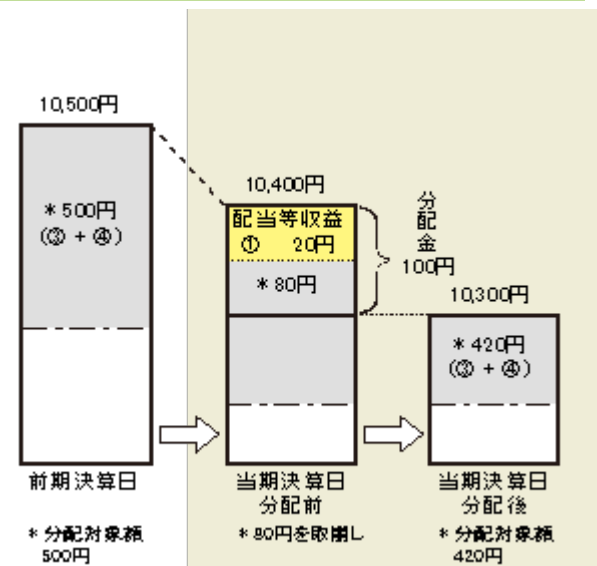 10,500円
*500円
(③ + ④)
10,400円
配当等収益
① 20円
*80円
分配金
100円
10,300円
*420円
(③ + ④)
前期決算日
当期決算日
分配前
当期決算日
分配後
*分配対象額
500円
*80円を取崩し
*分配対象額
420円